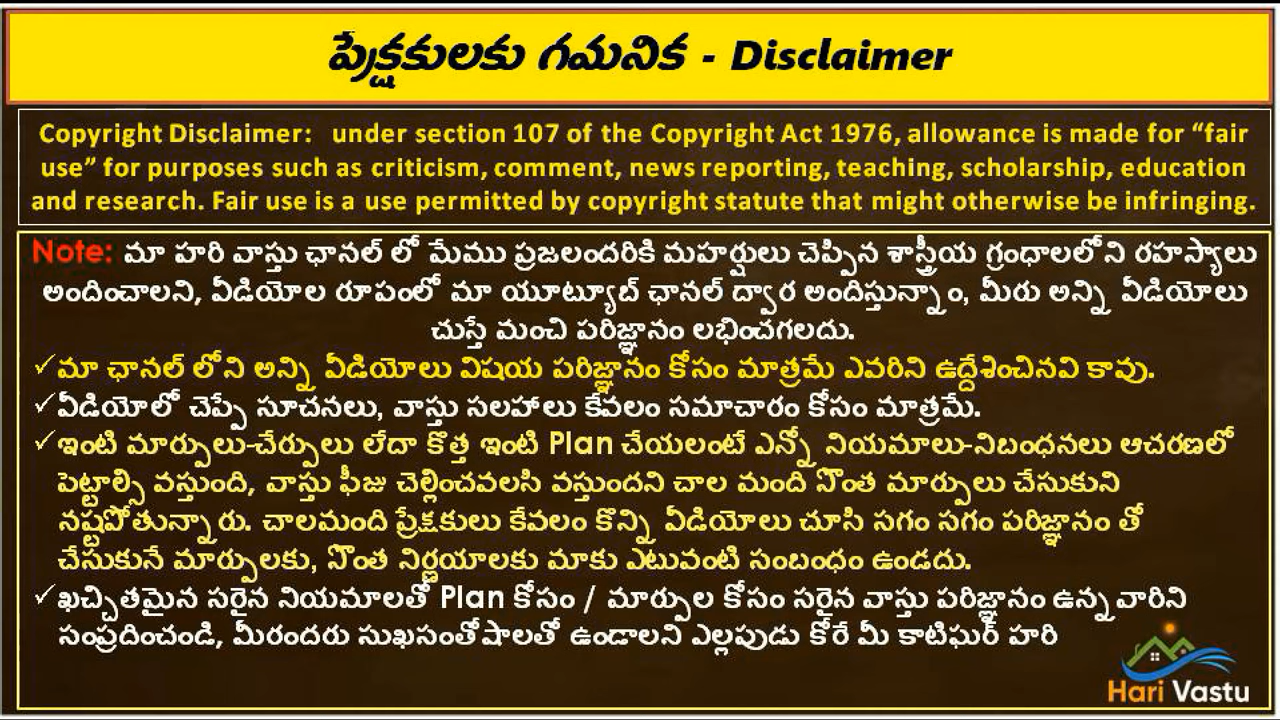 ప్రేక్షకులకు గమనిక - Disclaimer
Copyright Disclaimer: under section 107 of the Copyright Act 1976, allowance is made for “fair
use” for purposes such as criticism, comment, news reporting, teaching, scholarship, education
and research. Fair use is a use permitted by copyright statute that might otherwise be infringing.
Note: మా హరి వాస్తు ఛానల్ లో మేము ప్రజలందరికి మహర్షులు చెప్పిన శాస్త్రీయ గ్రంధాలలోని రహస్యాలు
అందించాలని, వీడియోల రూపంలో మా యూట్యూబ్ ఛానల్ ద్వార అందిస్తున్నాం, మీరు అన్ని వీడియోలు
చుస్తే మంచి పరిజ్ఞానం లభించగలదు.
✓మా ఛానల్ లోని అన్ని వీడియోలు విషయ పరిజ్ఞానం కోసం మాత్రమే ఎవరిని ఉద్దేశించినవి కావు.
✓వీడియోలో చెప్పే సూచనలు, వాస్తు సలహాలు కేవలం సమాచారం కోసం మాత్రమే.
✓ఇంటి మార్పులు-చేర్పులు లేదా కొత్త ఇంటి Plan చేయలంటే ఎన్నో నియమాలు-నిబంధనలు ఆచరణలో
పెట్టాల్సి వస్తుంది, వాస్తు ఫీజు చెల్లించవలసి వస్తుందని చాల మంది సొంత మార్పులు చేసుకుని
నష్టపోతున్నారు. చాలమంది ప్రేక్షకులు కేవలం కొన్ని వీడియోలు చూసి సగం సగం పరిజ్ఞానం తో
చేసుకునే మార్పులకు, సొంత నిర్ణయాలకు మాకు ఎటువంటి సంబంధం ఉండదు.
✓ఖచ్చితమైన సరైన నియమాలతో Plan కోసం / మార్పుల కోసం సరైన వాస్తు పరిజ్ఞానం ఉన్నవారిని
సంప్రదించండి, మీరందరు సుఖసంతోషాలతో ఉండాలని ఎల్లపుడు కోరే మీ కాటిఘర్ హరి
Hari Vastu